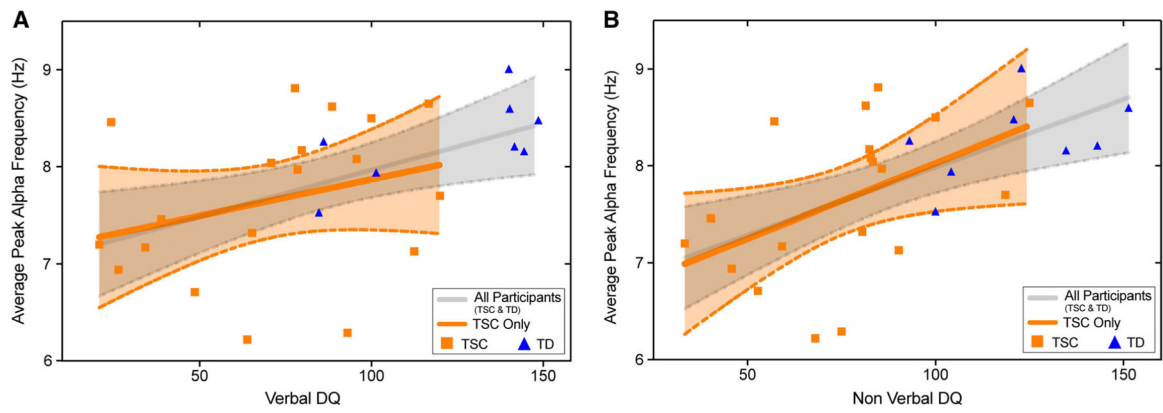 A
Average Peak Alpha Frequency (Hz)
9
8
7
6
50
100
150
Verbal DQ
All Participants
(TSC & TD)
TSC Only
TSC
TD
B
Average Peak Alpha Frequency (Hz)
9
8
7
6
50
100
150
Non Verbal DQ
All Participants
(TSC & TD)
TSC Only
TSC
TD